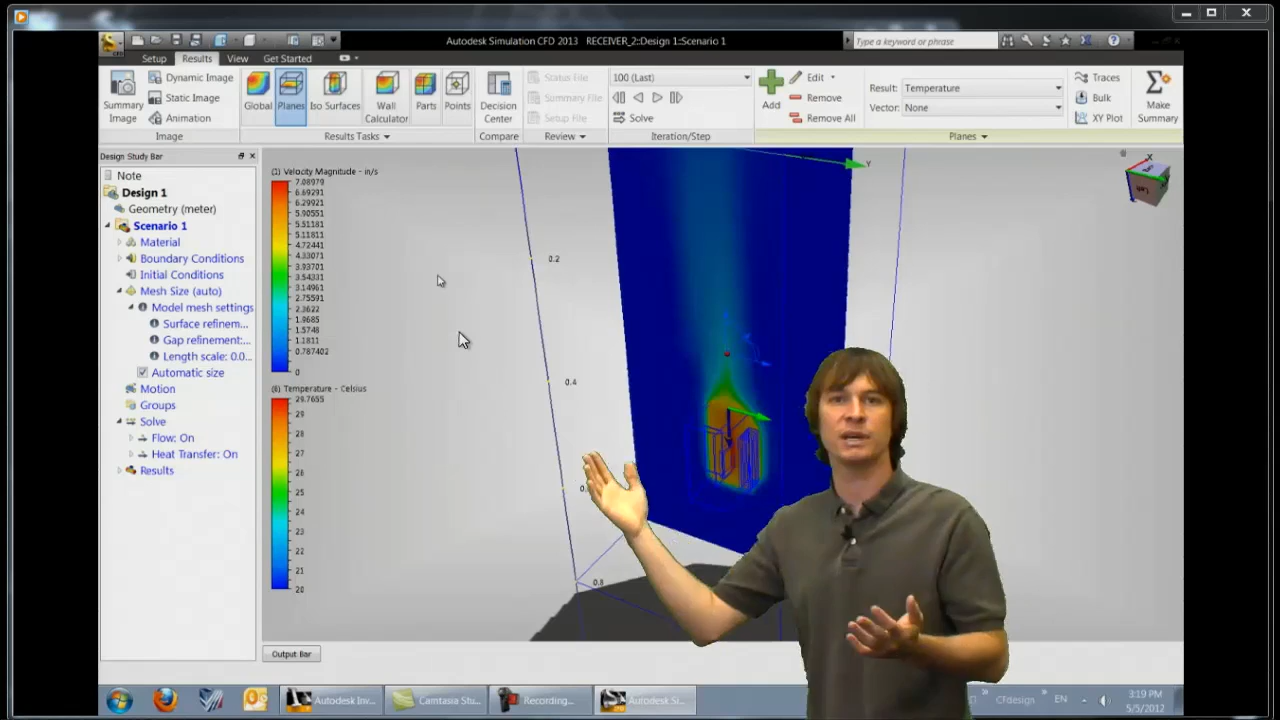 Autodesk Simulation CFD 2013 RECEIVER_2::Design 1::Scenario 1
Type a keyword or phrase
Setup Results View Get Started
Summary Image
Dynamic Image
Static Image
Animation
Image
Global
Planes
Iso Surfaces
Wall Calculator
Parts
Points
Results Tasks
Decision Center
Compare
Status File
Summary File
Setup File
Review
100 (Last)
Solve
Iteration/Step
Add
Edit
Remove
Remove All
Result: Temperature
Vector: None
Planes
Traces
Bulk
XY Plot
Make Summary
Design Study Bar
Note
Design 1
Geometry (meter)
Scenario 1
Material
Boundary Conditions
Initial Conditions
Mesh Size (auto)
Model mesh settings
Surface refinem...
Gap refinement:...
Length scale: 0.0...
Automatic size
Motion
Groups
Solve
Flow: On
Heat Transfer: On
Results
(1) Velocity Magnitude - in/s
7.08979
6.69291
6.29921
5.90551
5.51181
5.11811
4.72441
4.33071
3.93701
3.54331
3.14961
2.75591
2.3622
1.9685
1.5748
1.1811
0.787402
0
(6) Temperature - Celsius
29.7655
29
28
27
26
25
24
23
22
21
20
Y
0.2
0.4
0.8
X
Output Bar
Autodesk Inv...
Camtasia Stu...
Recording...
Autodesk Si...
CFdesign
EN
3:19 PM
5/5/2012